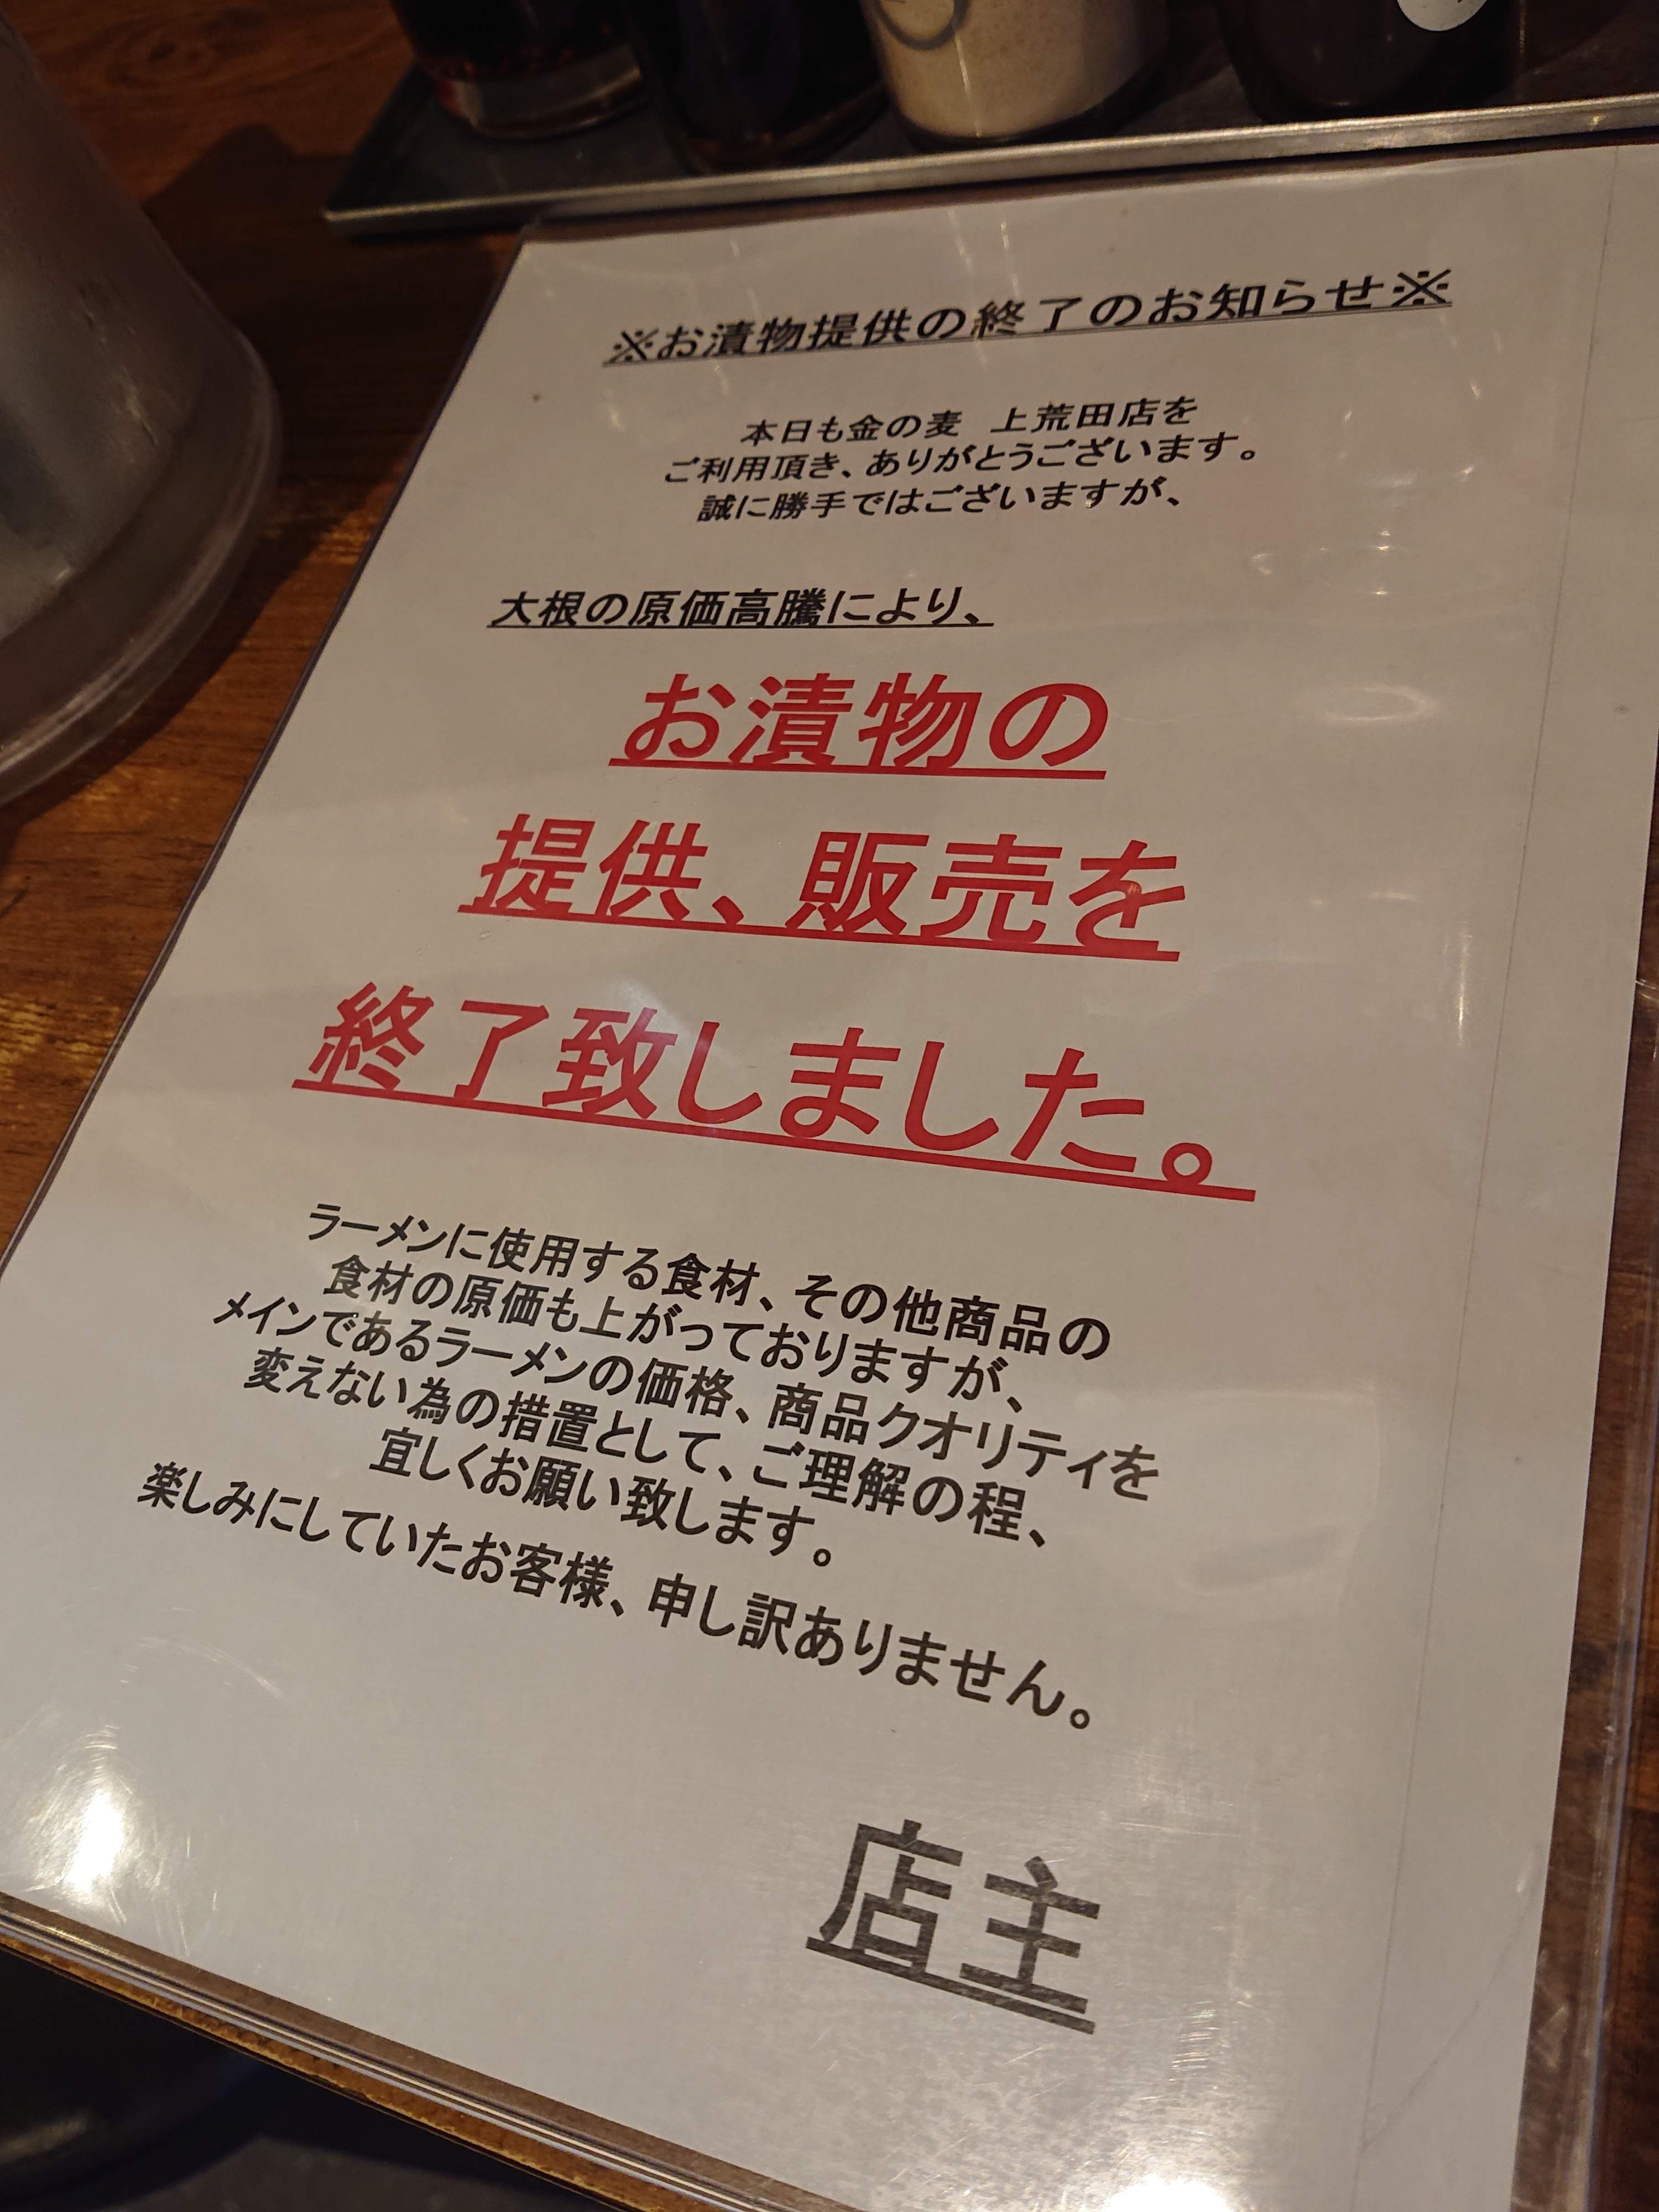 ※お漬物提供の終了のお知らせ※
本日も金の麦　上荒田店を
ご利用頂き、ありがとうございます。
誠に勝手ではございますが、
大根の原価高騰により、
お漬物の
提供、販売を
終了致しました。
ラーメンに使用する食材、その他商品の
食材の原価も上がっておりますが、
メインであるラーメンの価格、商品クオリティを
変えない為の措置として、ご理解の程、
宜しくお願い致します。
楽しみにしていたお客様、申し訳ありません。
店主